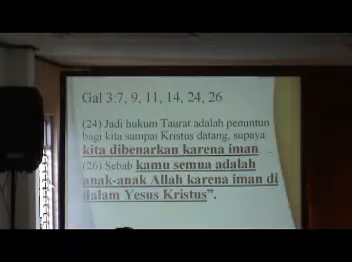 Gal 3:7, 9, 11, 14, 24, 26
(24) Jadi hukum Taurat adalah penuntun
bagi kita sampai Kristus datang, supaya
kita dibenarkan karena iman. ...
(26) Sebab kamu semua adalah
anak-anak Allah karena iman di
dalam Yesus Kristus”.